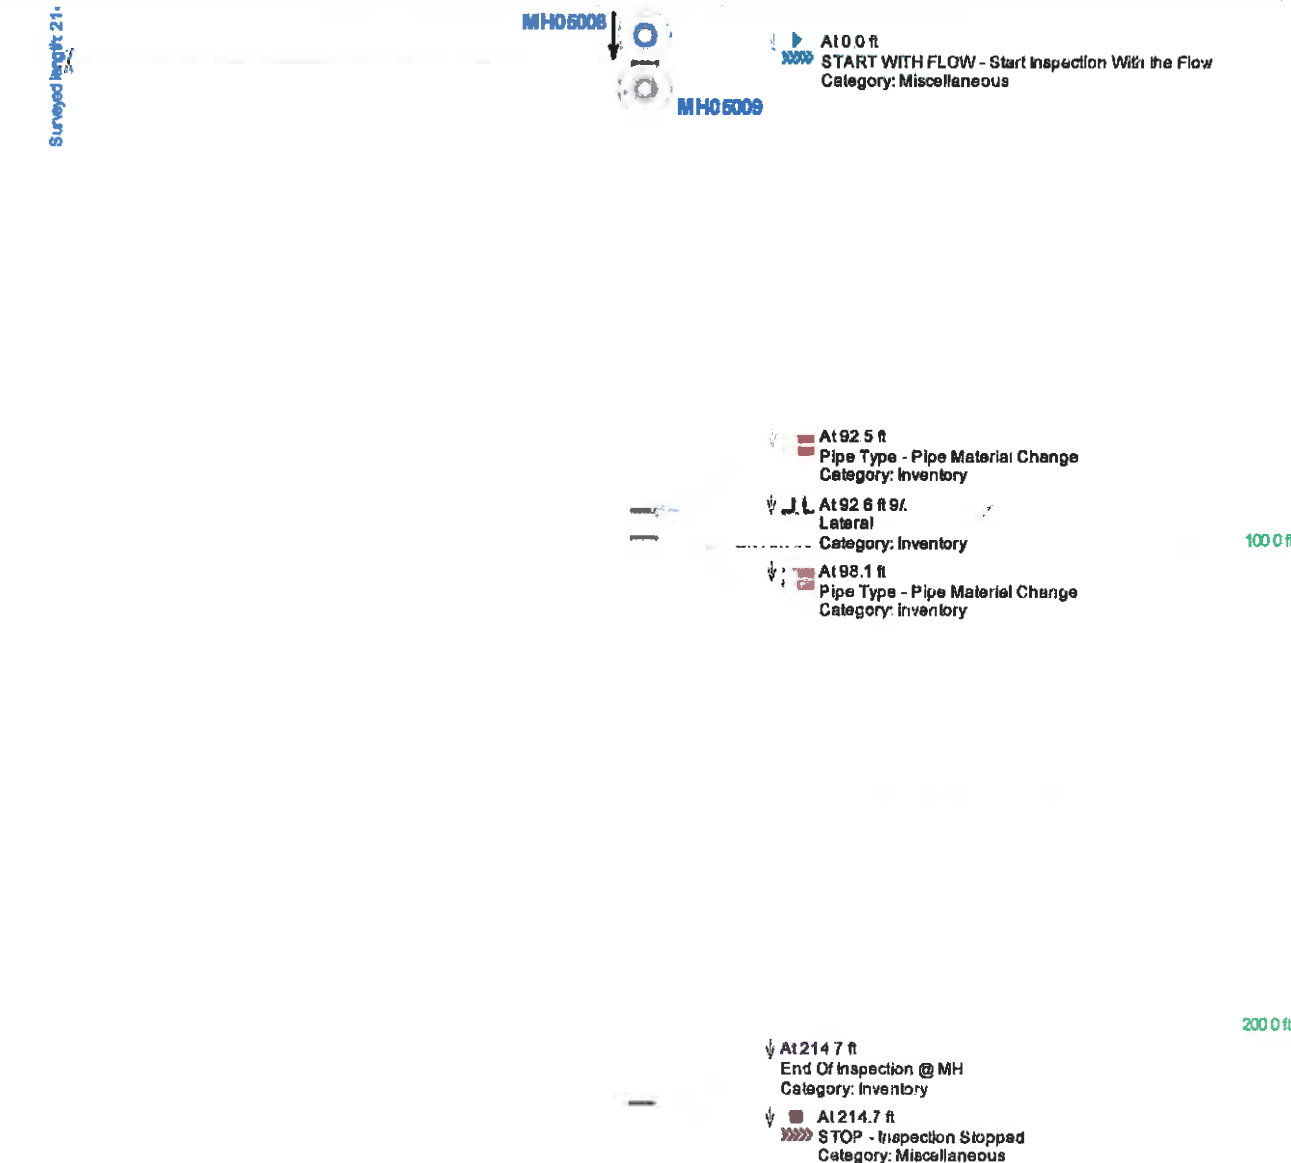 Surveyed length: 21
MH05008
MH05009
At 0.0 ft
START WITH FLOW - Start Inspection With the Flow
Category: Miscellaneous
At 92.5 ft
Pipe Type - Pipe Material Change
Category: Inventory
At 92.6 ft 9/.
Lateral
Category: Inventory
100.0 ft
At 98.1 ft
Pipe Type - Pipe Material Change
Category: Inventory
200.0 ft
At 214.7 ft
End Of Inspection @ MH
Category: Inventory
At 214.7 ft
STOP - Inspection Stopped
Category: Miscellaneous